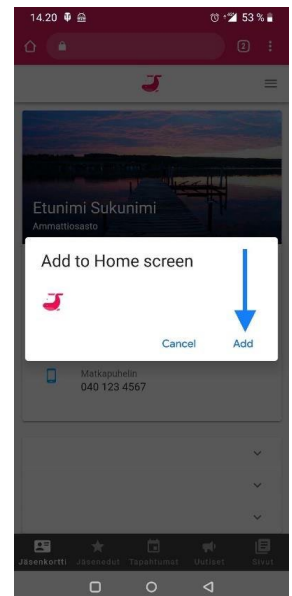 14.20 53 %
2
Etunimi Sukunimi
Ammattiosasto
Add to Home screen
Cancel Add
Matkapuhelin
040 123 4567
Jäsenkortti Jäsenedut Tapahtumat Uutiset Sivut